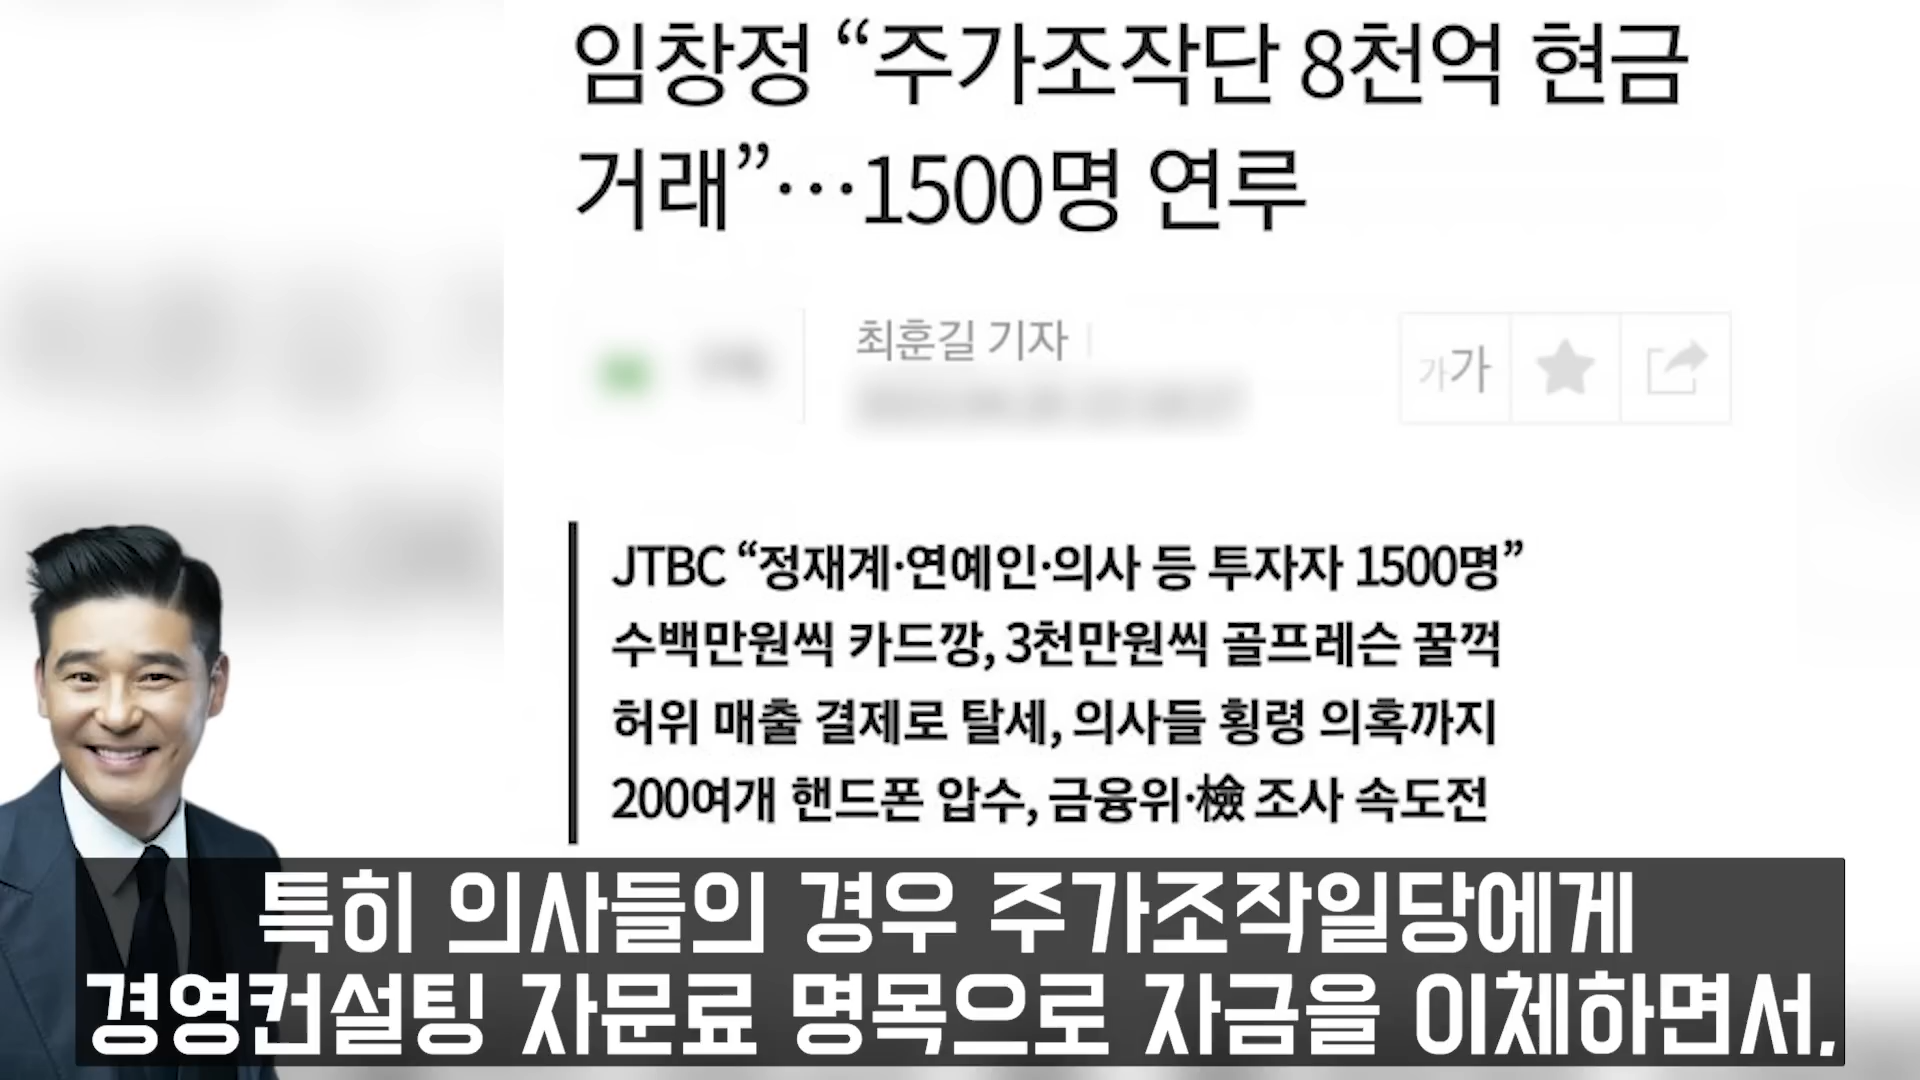 임창정 “주가조작단 8천억 현금
거래”…1500명 연루
최훈길 기자
가가
JTBC “정재계·연예인·의사 등 투자자 1500명”
수백만원씩 카드깡, 3천만원씩 골프레슨 꿀꺽
허위 매출 결제로 탈세, 의사들 횡령 의혹까지
200여개 핸드폰 압수, 금융위·檢 조사 속도전
특히 의사들의 경우 주가조작일당에게
경영컨설팅 자문료 명목으로 자금을 이체하면서,